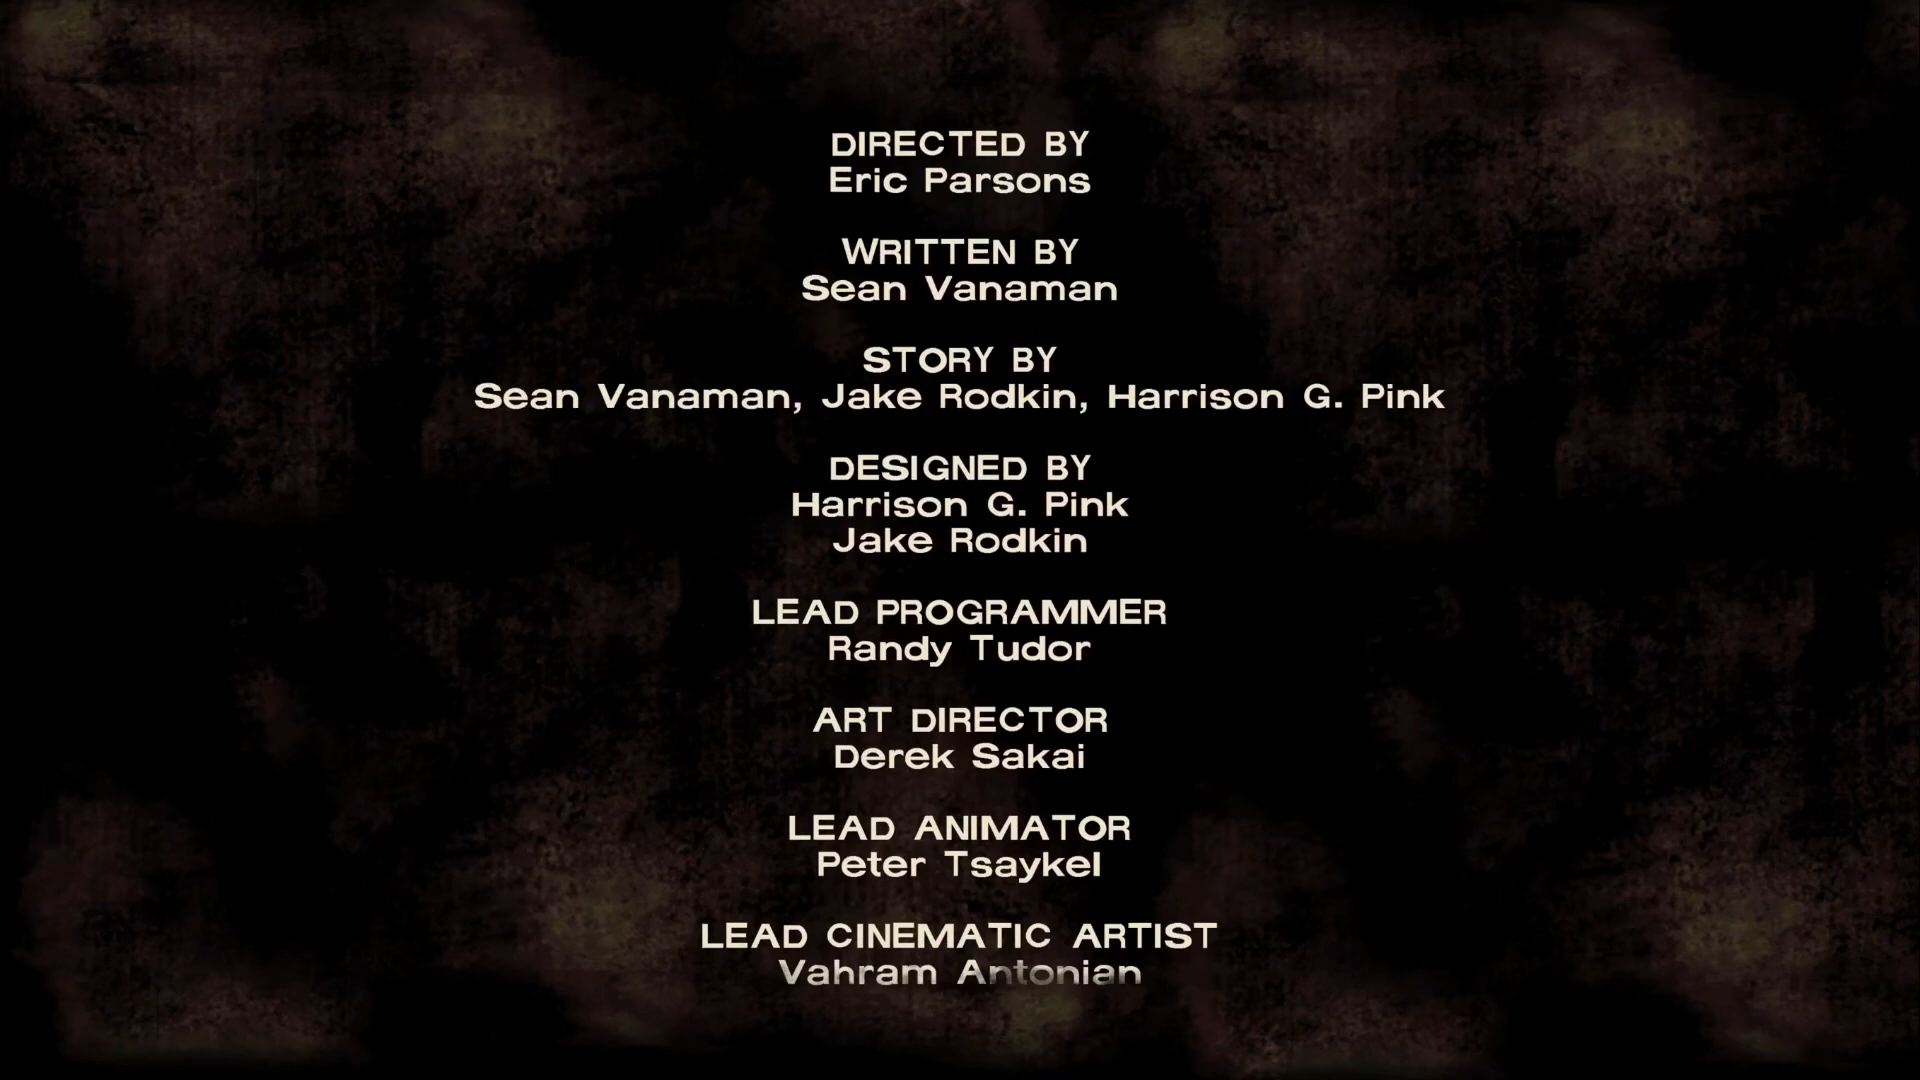 DIRECTED BY
Eric Parsons
WRITTEN BY
Sean Vanaman
STORY BY
Sean Vanaman, Jake Rodkin, Harrison G. Pink
DESIGNED BY
Harrison G. Pink
Jake Rodkin
LEAD PROGRAMMER
Randy Tudor
ART DIRECTOR
Derek Sakai
LEAD ANIMATOR
Peter Tsaykel
LEAD CINEMATIC ARTIST
Vahram Antonian